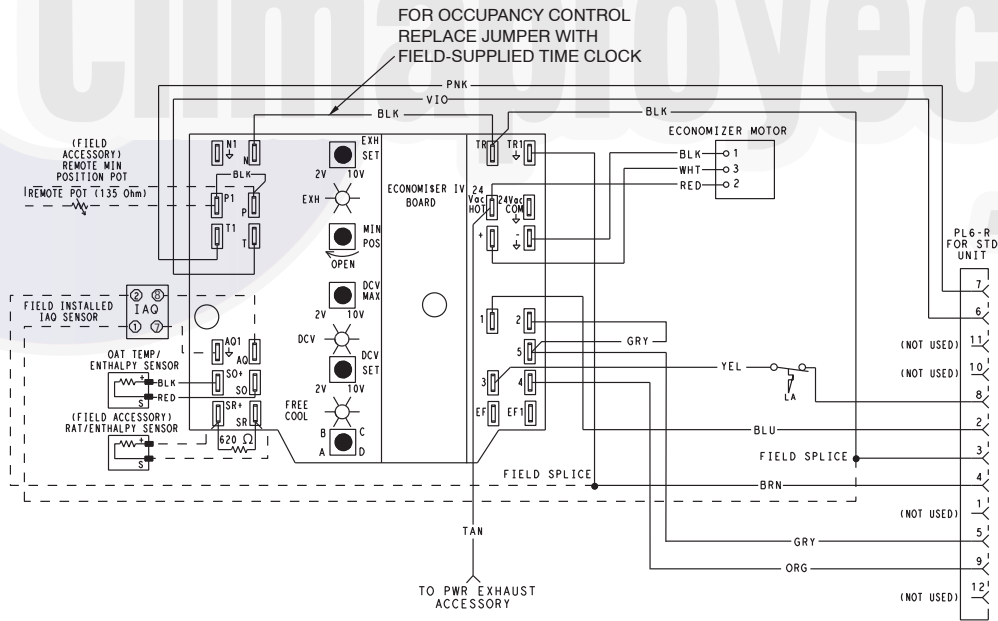 Climaproyec
FOR OCCUPANCY CONTROL
REPLACE JUMPER WITH
FIELD-SUPPLIED TIME CLOCK
PNK
VIO
BLK
BLK
(FIELD
ACCESSORY)
REMOTE MIN
POSITION POT
REMOTE POT (135 Ohm)
N1
N
BLK
P1
P
T1
T
EXH
SET
2V 10V
EXH
MIN
POS
OPEN
DCV
MAX
2V 10V
DCV
DCV
SET
2V 10V
FREE
COOL
B C
A D
ECONOMI$ER IV
BOARD
TR
TR1
24
Vac
HOT
24Vac
COM
+
-
1
2
5
3
4
EF
EF1
ECONOMIZER MOTOR
BLK 1
WHT 3
RED 2
FIELD INSTALLED
IAQ SENSOR
2 8
IAQ
1 7
OAT TEMP/
ENTHALPY SENSOR
+
S
BLK
RED
(FIELD ACCESSORY)
RAT/ENTHALPY SENSOR
+
S
AQ1
AQ
SO+
SO
SR+
SR
620 Ω
GRY
YEL
LA
BLU
FIELD SPLICE
FIELD SPLICE
BRN
GRY
ORG
TAN
TO PWR EXHAUST
ACCESSORY
PL6-R
FOR STD
UNIT
7
6
(NOT USED) 11
(NOT USED) 10
8
2
3
4
(NOT USED) 1
5
9
(NOT USED) 12